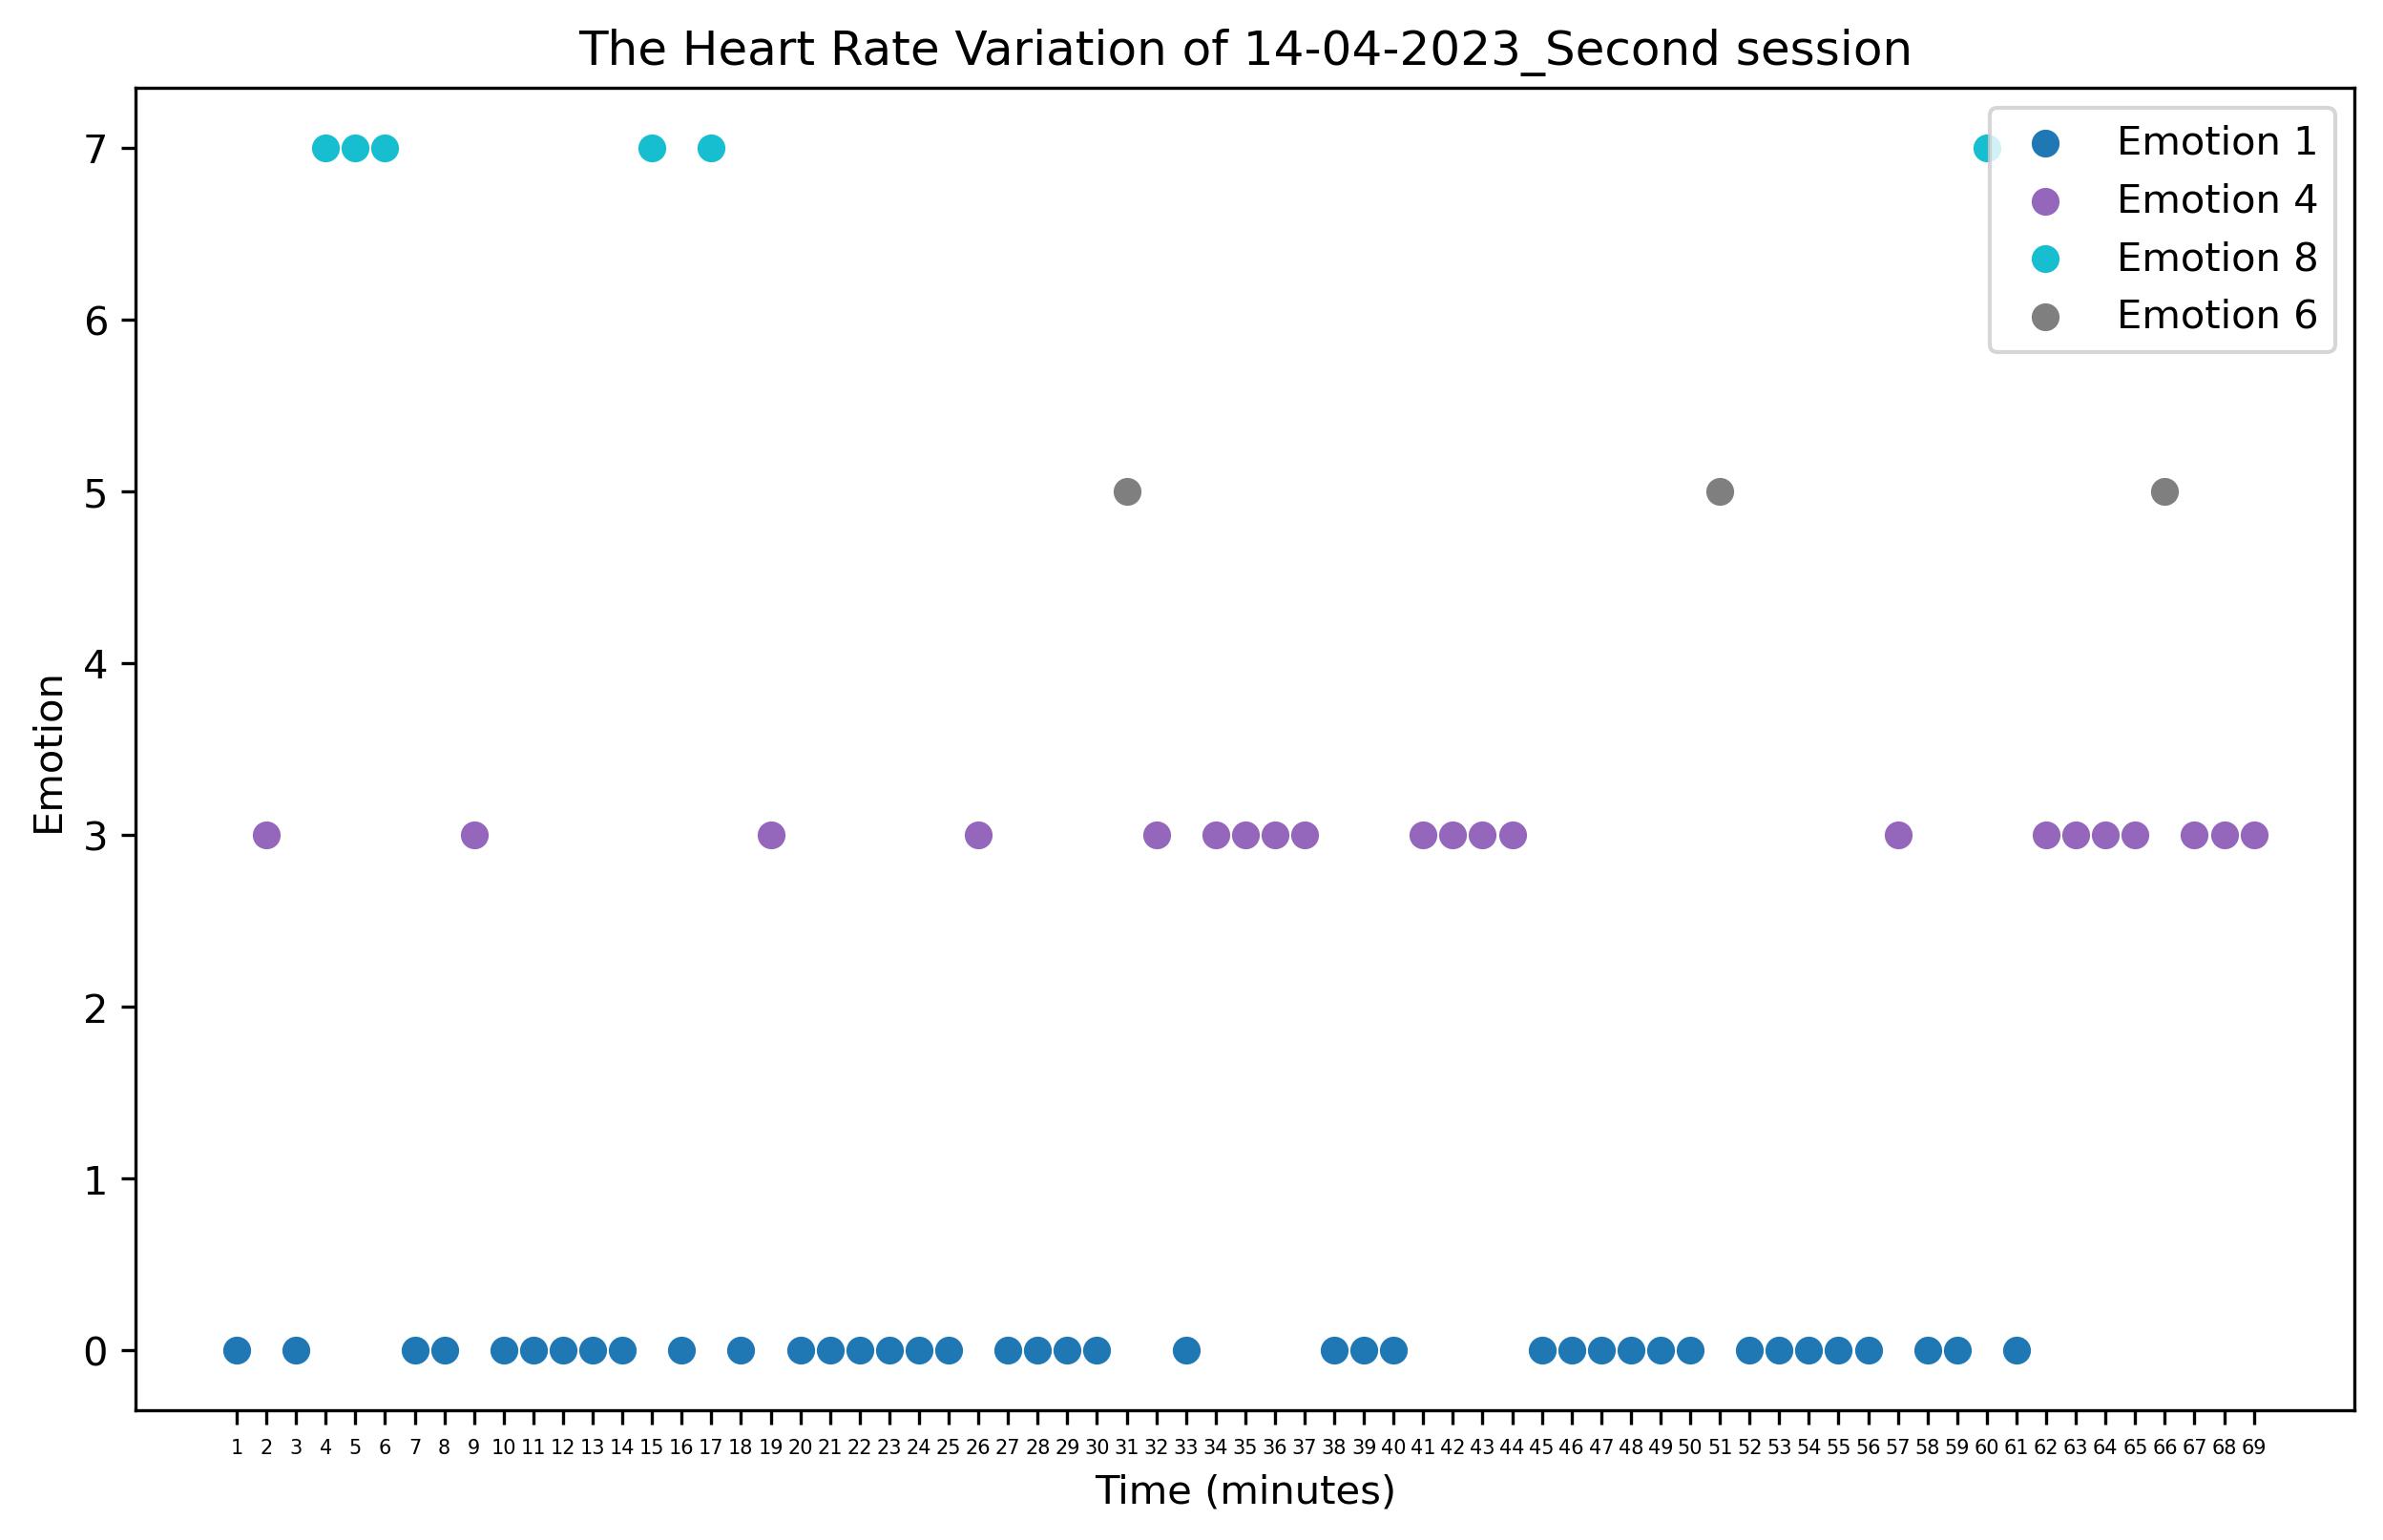 The Heart Rate Variation of 14-04-2023_Second session
Emotion 1
Emotion 4
Emotion 8
Emotion 6
7
6
5
4
3
2
1
0
Emotion
1 2 3 4 5 6 7 8 9 10 11 12 13 14 15 16 17 18 19 20 21 22 23 24 25 26 27 28 29 30 31 32 33 34 35 36 37 38 39 40 41 42 43 44 45 46 47 48 49 50 51 52 53 54 55 56 57 58 59 60 61 62 63 64 65 66 67 68 69
Time (minutes)